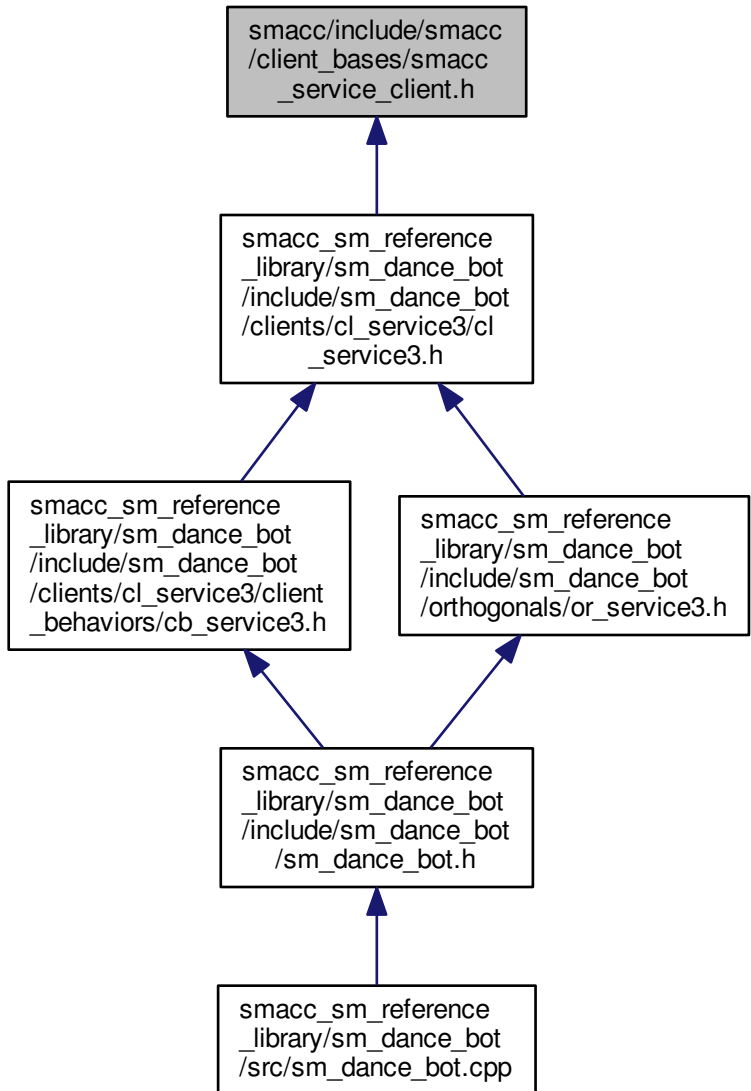 smacc/include/smacc
/client_bases/smacc
_service_client.h
smacc_sm_reference
_library/sm_dance_bot
/include/sm_dance_bot
/clients/cl_service3/cl
_service3.h
smacc_sm_reference
_library/sm_dance_bot
/include/sm_dance_bot
/clients/cl_service3/client
_behaviors/cb_service3.h
smacc_sm_reference
_library/sm_dance_bot
/include/sm_dance_bot
/orthogonals/or_service3.h
smacc_sm_reference
_library/sm_dance_bot
/include/sm_dance_bot
/sm_dance_bot.h
smacc_sm_reference
_library/sm_dance_bot
/src/sm_dance_bot.cpp